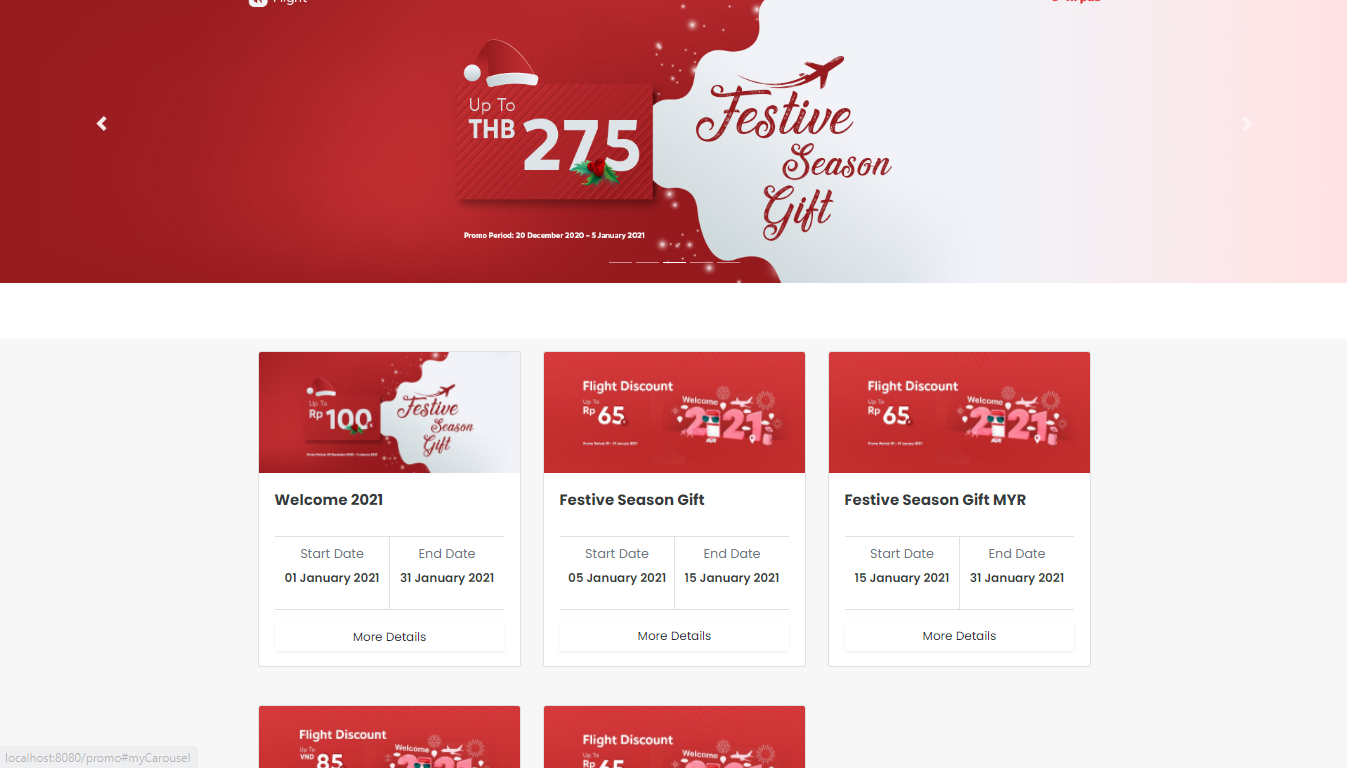 Flight
Up To
THB 275
Festive
Season
Gift
Promo Period: 20 December 2020 – 5 January 2021
Up To
Rp 100
Festive
Season
Gift
Welcome 2021
Start Date
End Date
01 January 2021
31 January 2021
More Details
Flight Discount
Up To
Rp 65
Welcome
2021
Festive Season Gift
Start Date
End Date
05 January 2021
15 January 2021
More Details
Flight Discount
Up To
Rp 65
Welcome
2021
Festive Season Gift MYR
Start Date
End Date
15 January 2021
31 January 2021
More Details
Flight Discount
Up To
VND 85
Welcome
Flight Discount
Up To
Rp 65
Welcome
localhost:8080/promo#myCarousel